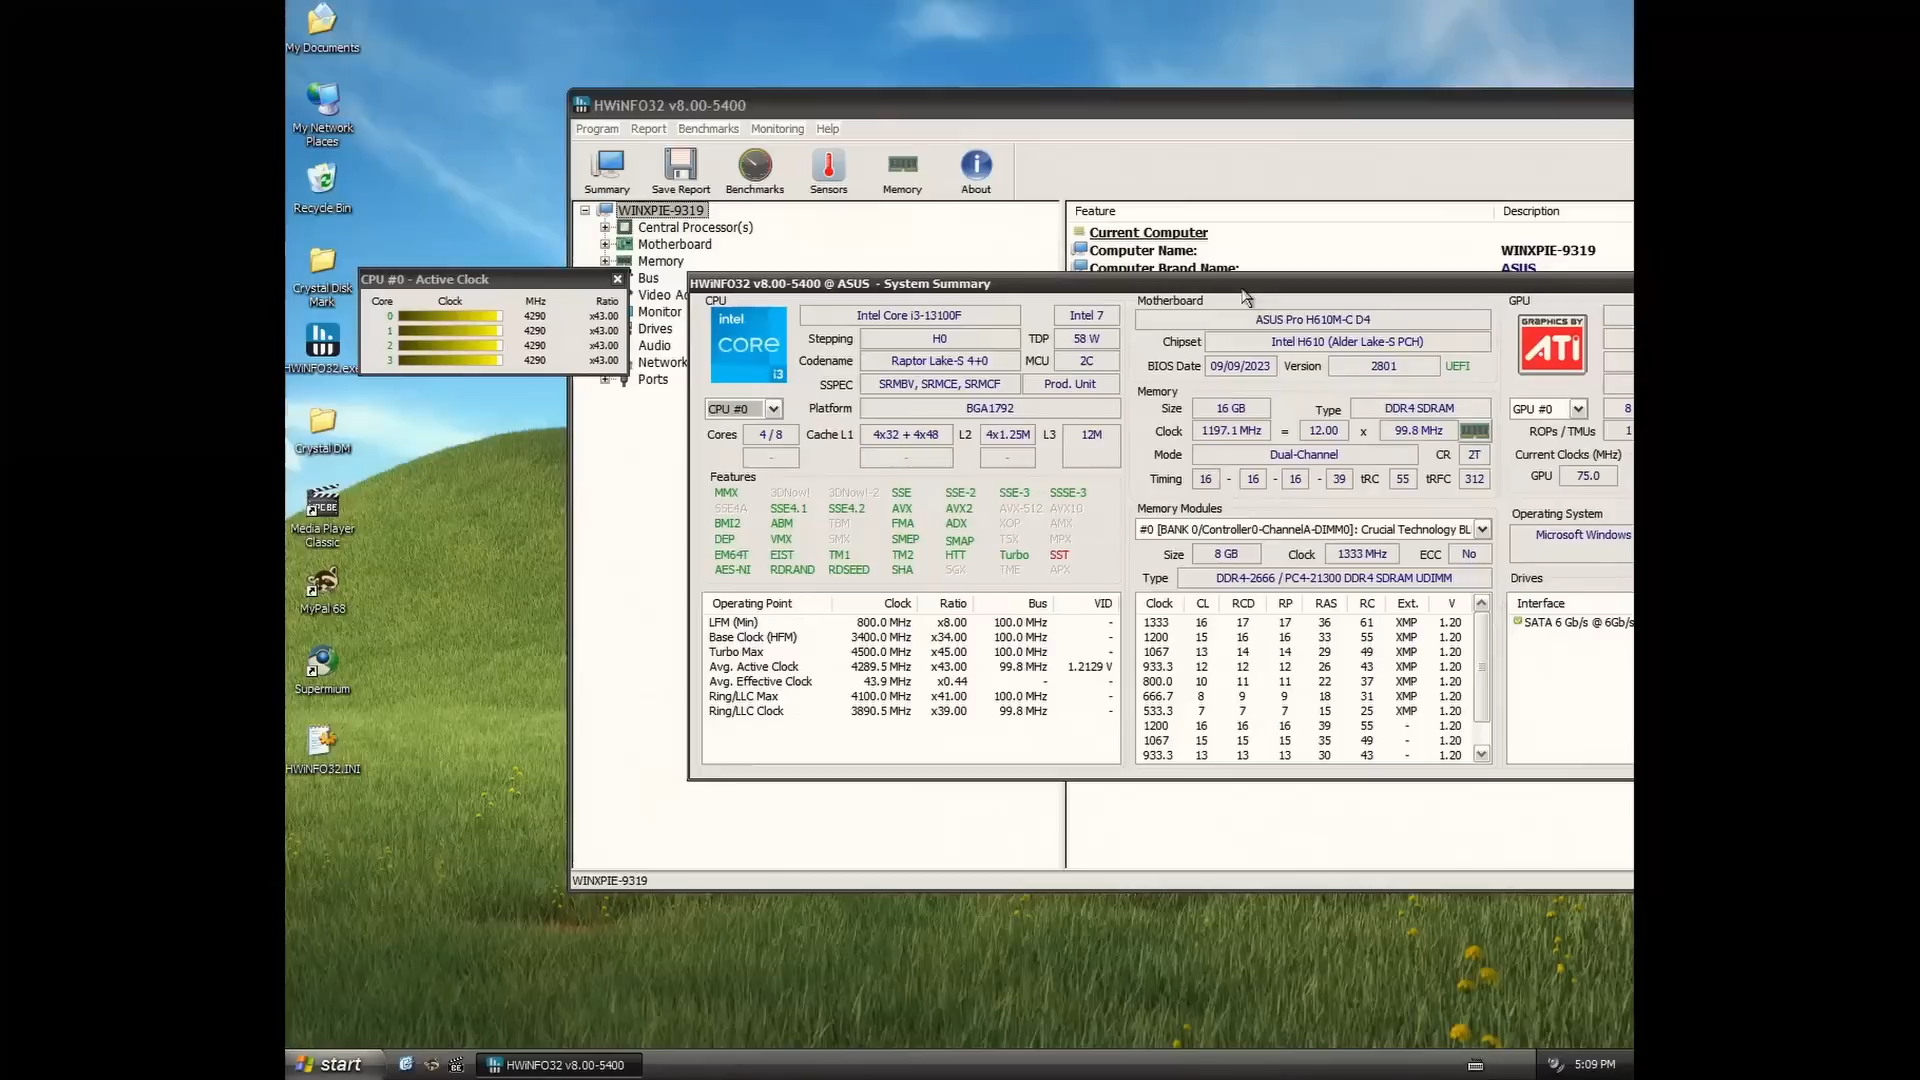 My Documents
My Network
Places
Recycle Bin
Crystal Disk
Mark
HWiNFO32.exe
Crystal DM
Media Player
Classic
MyPal 68
Supermium
HWiNFO32.INI
HWiNFO32 v8.00-5400
Program Report Benchmarks Monitoring Help
Summary Save Report Benchmarks Sensors Memory About
WINXPIE-9319
Central Processor(s)
Motherboard
Memory
Bus
Video
Monitor
Drives
Audio
Network
Ports
Feature Description
Current Computer
Computer Name: WINXPIE-9319
Computer Brand Name: ASUS
CPU #0 - Active Clock
Core Clock MHz Ratio
0 4290 x43.00
1 4290 x43.00
2 4290 x43.00
3 4290 x43.00
HWiNFO32 v8.00-5400 @ ASUS - System Summary
CPU
intel CORE i3
Intel Core i3-13100F Intel 7
Stepping H0 TDP 58 W
Codename Raptor Lake-S 4+0 MCU 2C
SSPEC SRMBV, SRMCE, SRMCF Prod. Unit
CPU #0 Platform BGA1792
Cores 4 / 8 Cache L1 4x32 + 4x48 L2 4x1.25M L3 12M
- - -
Features
MMX 3DNow! 3DNow!-2 SSE SSE-2 SSE-3 SSSE-3
SSE4A SSE4.1 SSE4.2 AVX AVX2 AVX-512 AVX10
BMI2 ABM TBM FMA ADX XOP AMX
DEP VMX SMX SMEP SMAP TSX MPX
EM64T EIST TM1 TM2 HTT Turbo SST
AES-NI RDRAND RDSEED SHA SGX TME APX
Operating Point Clock Ratio Bus VID
LFM (Min) 800.0 MHz x8.00 100.0 MHz -
Base Clock (HFM) 3400.0 MHz x34.00 100.0 MHz -
Turbo Max 4500.0 MHz x45.00 100.0 MHz -
Avg. Active Clock 4289.5 MHz x43.00 99.8 MHz 1.2129 V
Avg. Effective Clock 43.9 MHz x0.44 - -
Ring/LLC Max 4100.0 MHz x41.00 100.0 MHz -
Ring/LLC Clock 3890.5 MHz x39.00 99.8 MHz -
Motherboard
ASUS Pro H610M-C D4
Chipset Intel H610 (Alder Lake-S PCH)
BIOS Date 09/09/2023 Version 2801 UEFI
Memory
Size 16 GB Type DDR4 SDRAM
Clock 1197.1 MHz = 12.00 x 99.8 MHz
Mode Dual-Channel CR 2T
Timing 16 - 16 - 16 - 39 tRC 55 tRFC 312
Memory Modules
#0 [BANK 0/Controller0-ChannelA-DIMM0]: Crucial Technology BL
Size 8 GB Clock 1333 MHz ECC No
Type DDR4-2666 / PC4-21300 DDR4 SDRAM UDIMM
Clock CL RCD RP RAS RC Ext. V
1333 16 17 17 36 61 XMP 1.20
1200 15 16 16 33 55 XMP 1.20
1067 13 14 14 29 49 XMP 1.20
933.3 12 12 12 26 43 XMP 1.20
800.0 10 11 11 22 37 XMP 1.20
666.7 8 9 9 18 31 XMP 1.20
533.3 7 7 7 15 25 XMP 1.20
1200 16 16 16 39 55 - 1.20
1067 15 15 15 35 49 - 1.20
933.3 13 13 13 30 43 - 1.20
GPU
GRAPHICS BY
ATI
GPU #0 8
ROPs / TMUs 1
Current Clocks (MHz)
GPU 75.0
Operating System
Microsoft Windows
Drives
Interface
SATA 6 Gb/s @ 6Gb/s
WINXPIE-9319
start HWiNFO32 v8.00-5400 5:09 PM